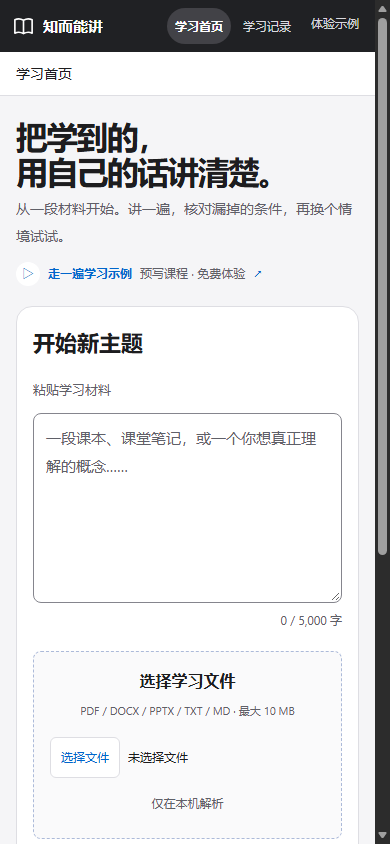 知而能讲
学习首页
学习记录
体验示例
学习首页
把学到的，
用自己的话讲清楚。
从一段材料开始。讲一遍，核对漏掉的条件，再换个情
境试试。
走一遍学习示例 预写课程 · 免费体验 ↗
开始新主题
粘贴学习材料
一段课本、课堂笔记，或一个你想真正理
解的概念……
0 / 5,000 字
选择学习文件
PDF / DOCX / PPTX / TXT / MD · 最大 10 MB
选择文件 未选择文件
仅在本机解析